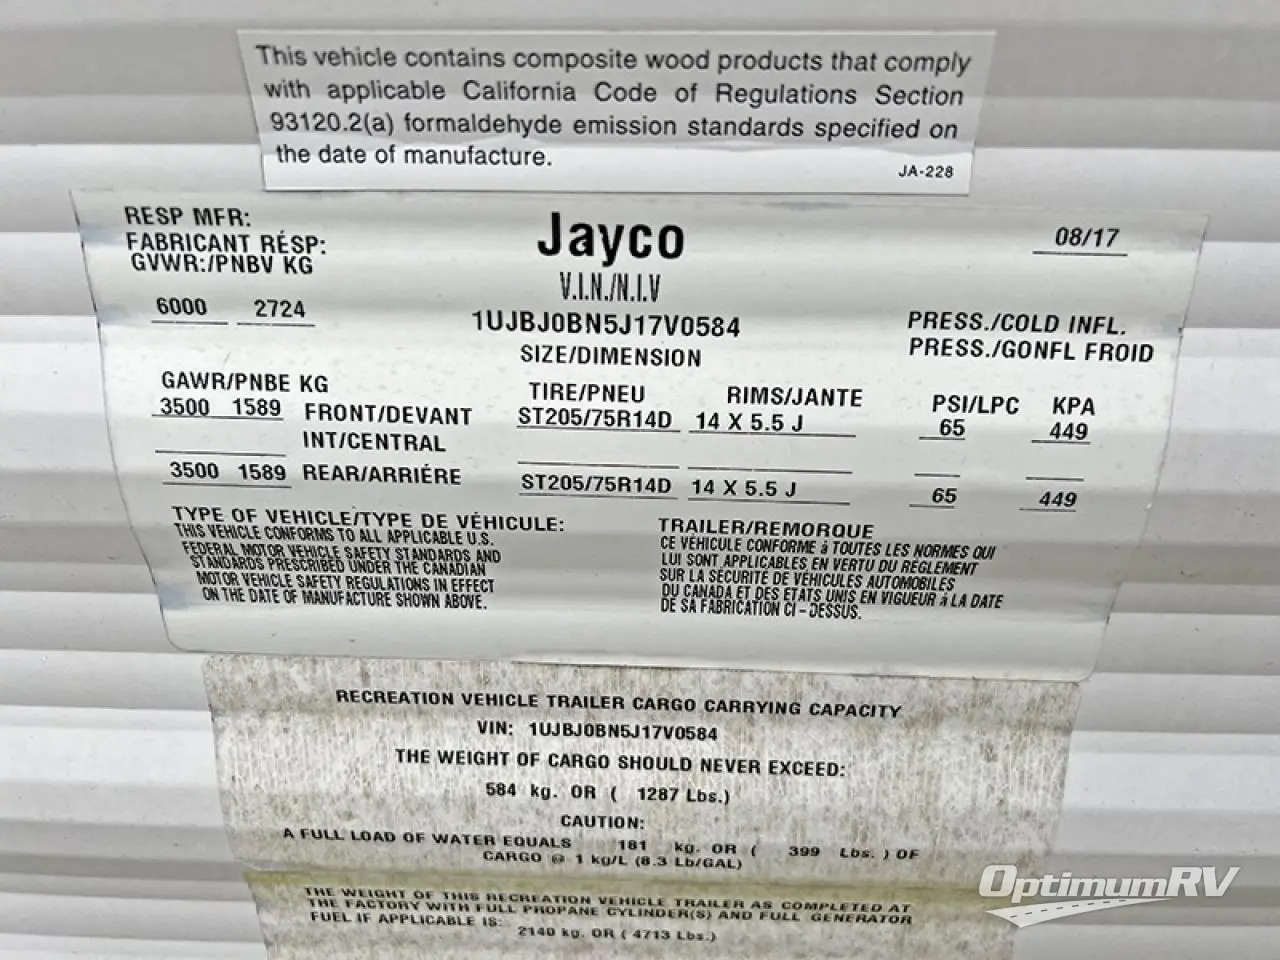 This vehicle contains composite wood products that comply
with applicable California Code of Regulations Section
93120.2(a) formaldehyde emission standards specified on
the date of manufacture.
JA-228
RESP MFR:
FABRICANT RÉSP:
GVWR:/PNBV KG
Jayco
08/17
V.I.N./N.I.V
6000 2724
1UJBJ0BN5J17V0584
PRESS./COLD INFL.
PRESS./GONFL FROID
SIZE/DIMENSION
GAWR/PNBE KG
TIRE/PNEU RIMS/JANTE PSI/LPC KPA
3500 1589 FRONT/DEVANT ST205/75R14D 14 X 5.5 J 65 449
INT/CENTRAL
3500 1589 REAR/ARRIÉRE ST205/75R14D 14 X 5.5 J 65 449
TYPE OF VEHICLE/TYPE DE VÉHICULE:
THIS VEHICLE CONFORMS TO ALL APPLICABLE U.S.
FEDERAL MOTOR VEHICLE SAFETY STANDARDS AND
STANDARDS PRESCRIBED UNDER THE CANADIAN
MOTOR VEHICLE SAFETY REGULATIONS IN EFFECT
ON THE DATE OF MANUFACTURE SHOWN ABOVE.
TRAILER/REMORQUE
CE VÉHICULE CONFORME à TOUTES LES NORMES QUI
LUI SONT APPLICABLES EN VERTU DU RÉGLEMENT
SUR LA SÉCURITÉ DE VÉHICULES AUTOMOBILES
DU CANADA ET DES ETATS UNIS EN VIGUEUR à LA DATE
DE SA FABRICATION CI - DESSUS.
RECREATION VEHICLE TRAILER CARGO CARRYING CAPACITY
VIN: 1UJBJ0BN5J17V0584
THE WEIGHT OF CARGO SHOULD NEVER EXCEED:
584 kg. OR ( 1287 Lbs.)
CAUTION:
A FULL LOAD OF WATER EQUALS 181 kg. OR ( 399 Lbs. ) OF
CARGO @ 1 kg/L (8.3 Lb/GAL)
THE WEIGHT OF THIS RECREATION VEHICLE TRAILER AS COMPLETED AT
THE FACTORY WITH FULL PROPANE CYLINDER(S) AND FULL GENERATOR
FUEL IF APPLICABLE IS:
2140 kg. OR ( 4713 Lbs.)
OptimumRV